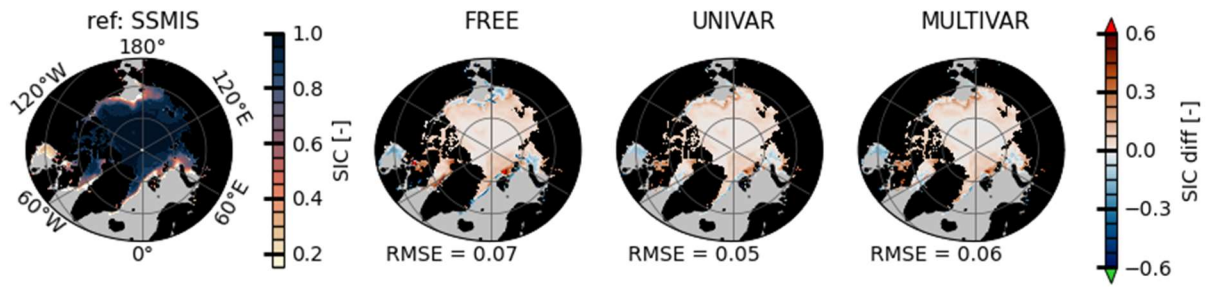 ref: SSMIS
180°
120°W
120°E
60°W
60°E
0°
1.0
0.8
0.6
0.4
0.2
SIC [-]
FREE
RMSE = 0.07
UNIVAR
RMSE = 0.05
MULTIVAR
RMSE = 0.06
0.6
0.3
0.0
−0.3
−0.6
SIC diff [-]